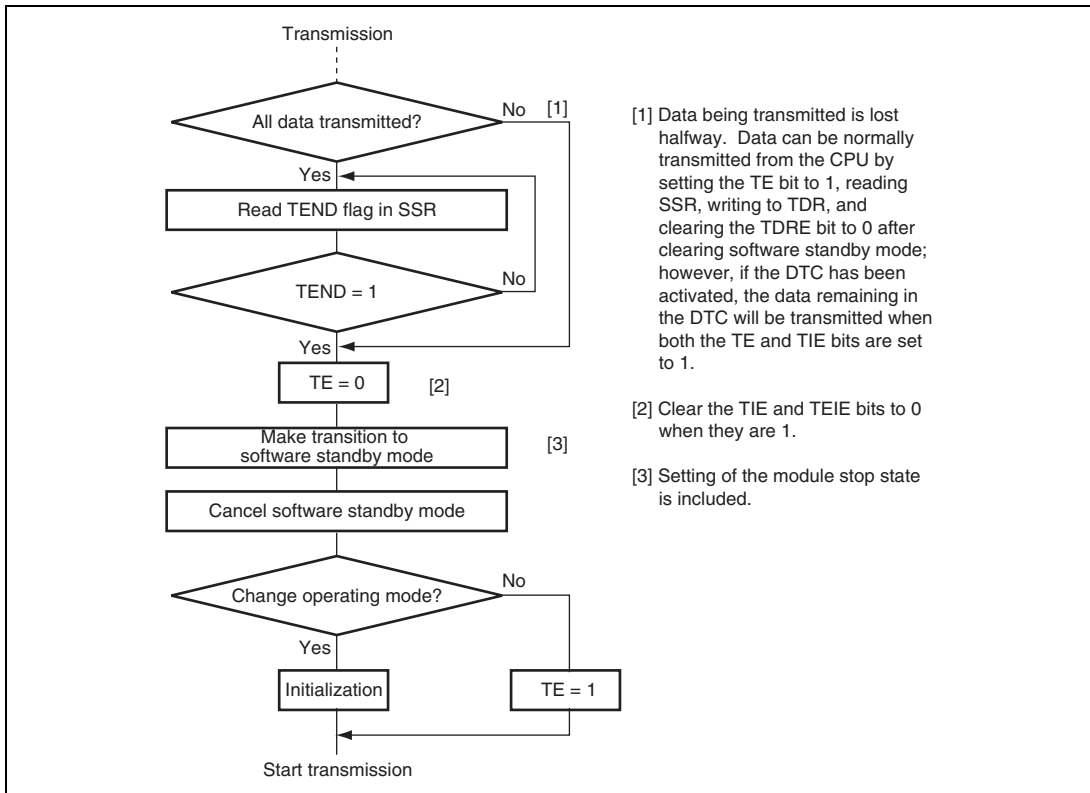 Transmission
All data transmitted?
No
[1]
Yes
Read TEND flag in SSR
TEND = 1
No
Yes
TE = 0
[2]
Make transition to
software standby mode
[3]
Cancel software standby mode
Change operating mode?
No
Yes
Initialization
TE = 1
Start transmission
[1] Data being transmitted is lost
halfway. Data can be normally
transmitted from the CPU by
setting the TE bit to 1, reading
SSR, writing to TDR, and
clearing the TDRE bit to 0 after
clearing software standby mode;
however, if the DTC has been
activated, the data remaining in
the DTC will be transmitted when
both the TE and TIE bits are set
to 1.
[2] Clear the TIE and TEIE bits to 0
when they are 1.
[3] Setting of the module stop state
is included.